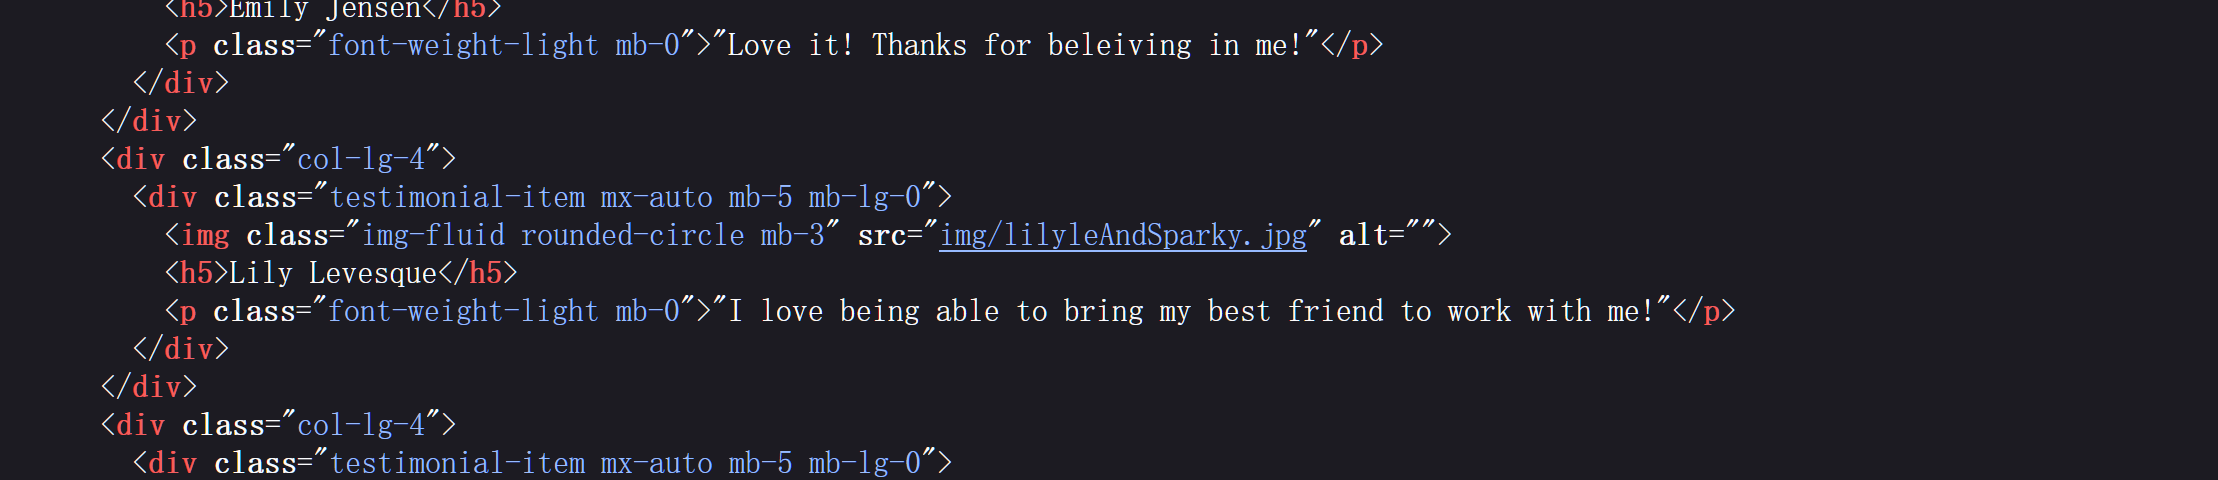 <h5>Emily Jensen</h5>
<p class="font-weight-light mb-0">"Love it! Thanks for beleiving in me!"</p>
</div>
</div>
<div class="col-lg-4">
<div class="testimonial-item mx-auto mb-5 mb-lg-0">
<img class="img-fluid rounded-circle mb-3" src="img/lilyleAndSparky.jpg" alt="">
<h5>Lily Levesque</h5>
<p class="font-weight-light mb-0">"I love being able to bring my best friend to work with me!"</p>
</div>
</div>
<div class="col-lg-4">
<div class="testimonial-item mx-auto mb-5 mb-lg-0">